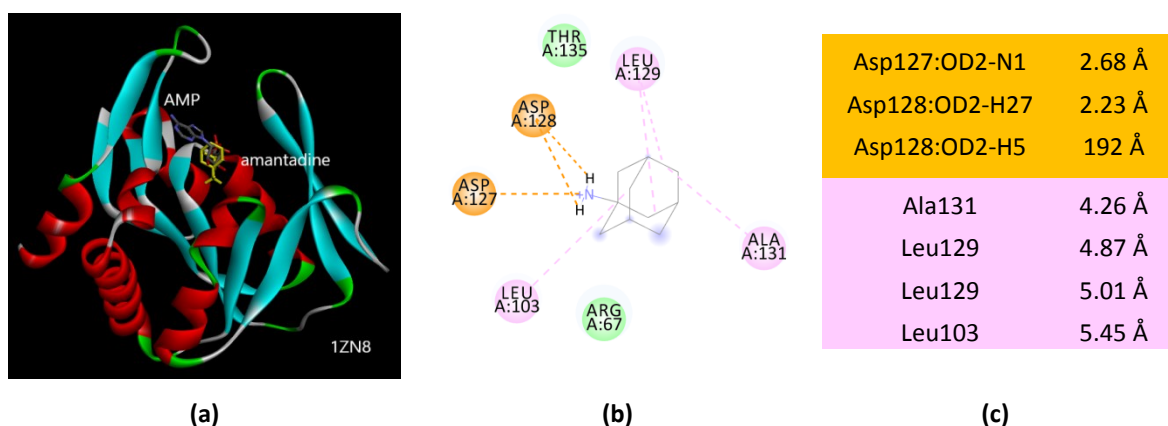 AMP
amantadine
1ZN8
THR
A:135
LEU
A:129
ASP
A:128
H
N
H
ASP
A:127
ALA
A:131
LEU
A:103
ARG
A:67
Asp127:OD2-N1 2.68 Å
Asp128:OD2-H27 2.23 Å
Asp128:OD2-H5 192 Å
Ala131 4.26 Å
Leu129 4.87 Å
Leu129 5.01 Å
Leu103 5.45 Å
(a) (b) (c)